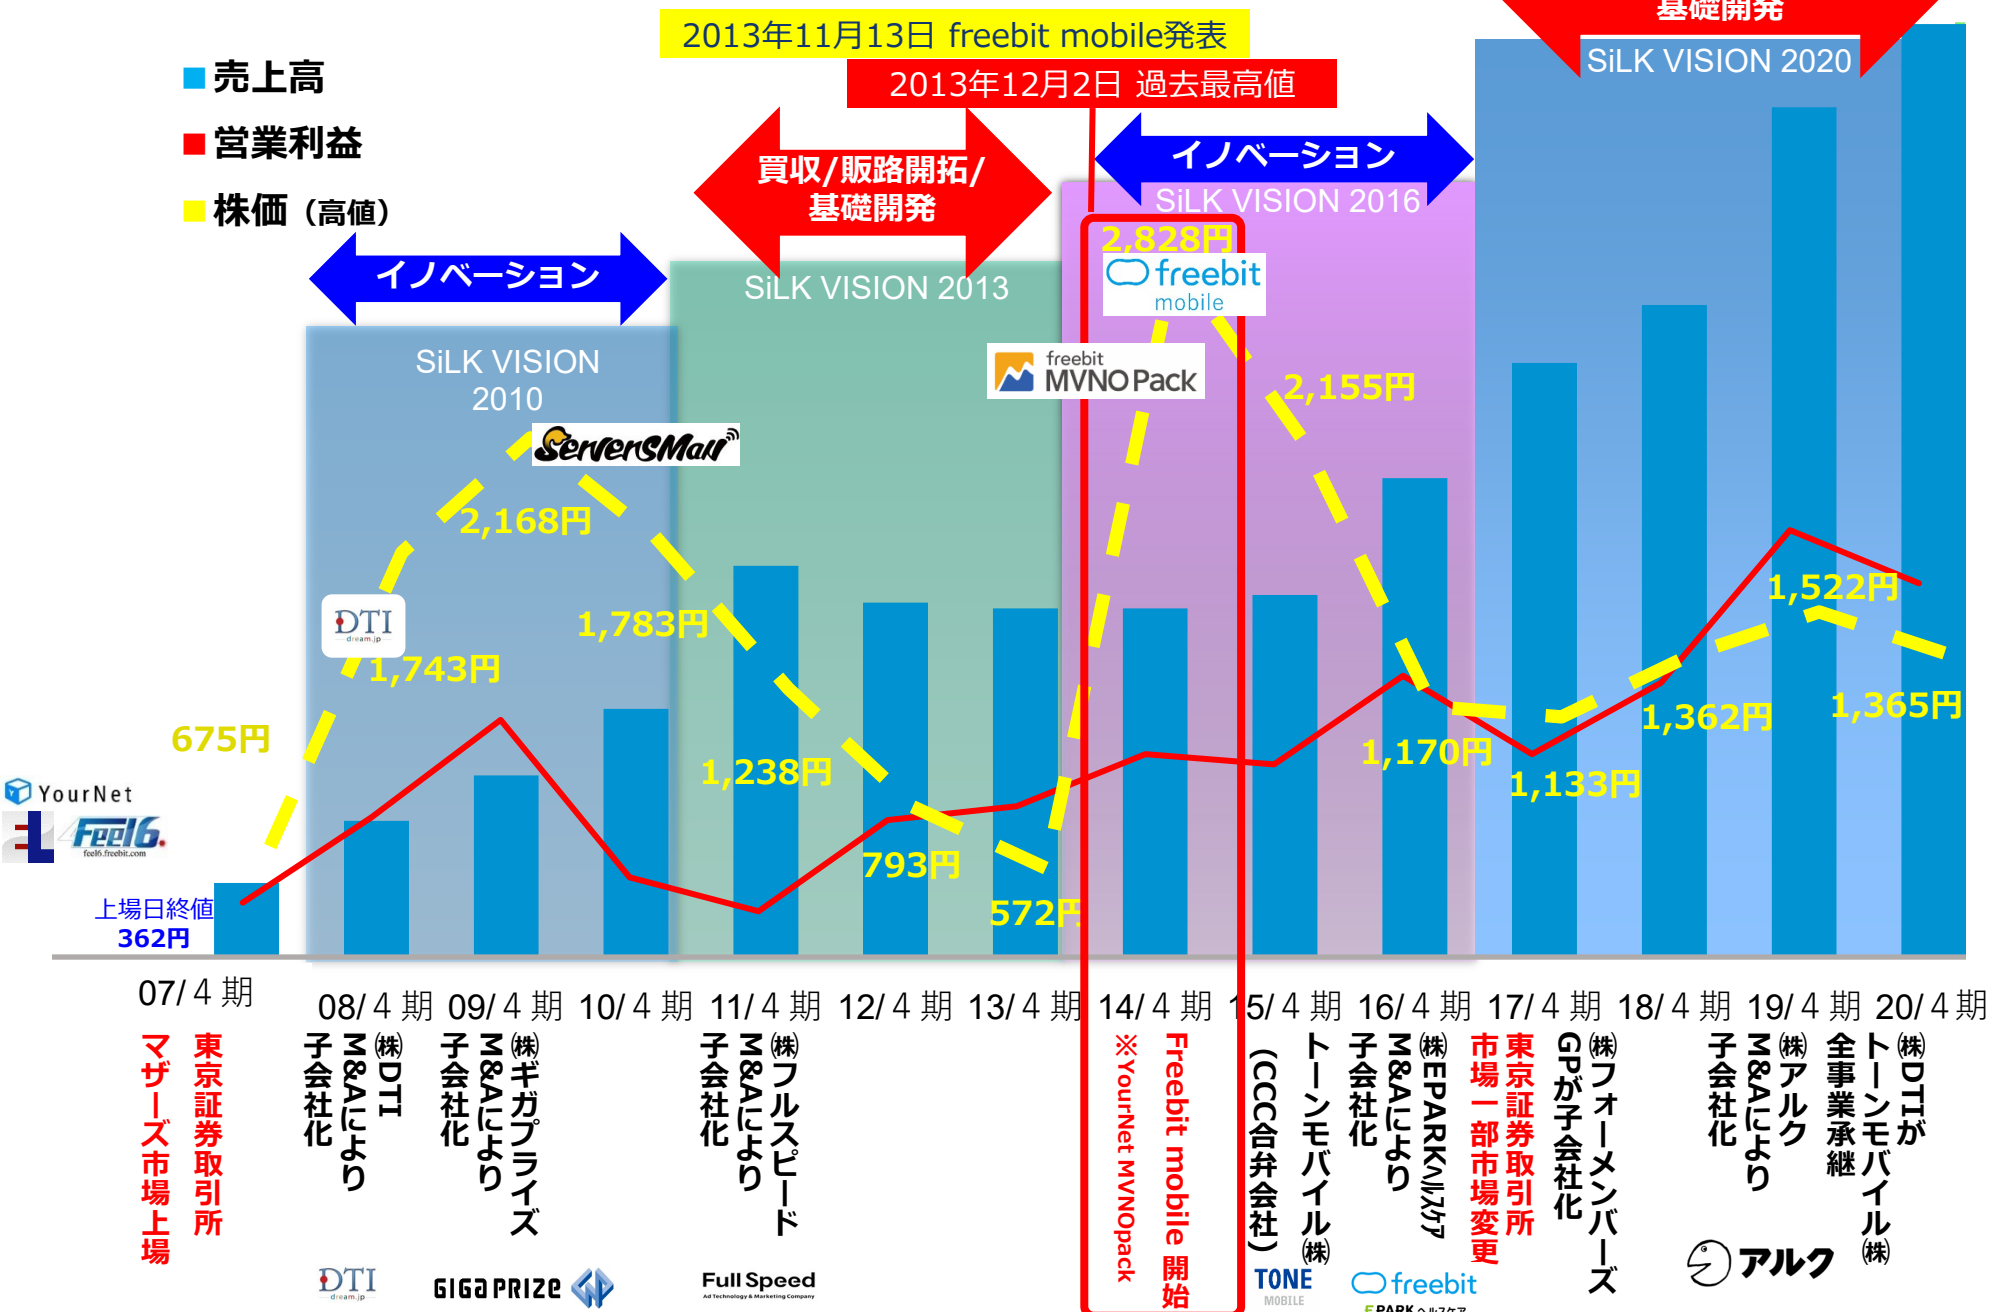 基礎開発
2013年11月13日 freebit mobile発表
2013年12月2日 過去最高値
売上高
営業利益
株価（高値）
イノベーション
買収/販路開拓/
基礎開発
イノベーション
SiLK VISION 2020
SiLK VISION 2016
SiLK VISION 2013
SiLK VISION
2010
2,828円
freebit
mobile
freebit
MVNO Pack
ServersMan
2,155円
2,168円
DTI
dream.jp
1,743円
1,783円
675円
1,238円
793円
572円
1,170円
1,133円
1,362円
1,522円
1,365円
YourNet
Feel6.
feel6.freebit.com
上場日終値
362円
07/４期
08/４期
09/４期
10/４期
11/４期
12/４期
13/４期
14/４期
15/４期
16/４期
17/４期
18/４期
19/４期
20/４期
東京証券取引所
マザーズ市場上場
㈱DTI
M&Aにより
子会社化
㈱ギガプライズ
M&Aにより
子会社化
㈱フルスピード
M&Aにより
子会社化
Freebit mobile 開始
※YourNet MVNOpack
トーンモバイル㈱
(CCC合弁会社)
㈱EPARKヘルスケア
M&Aにより
子会社化
東京証券取引所
市場一部市場変更
㈱フォーメンバーズ
GPが子会社化
㈱アルク
M&Aにより
子会社化
㈱DTIが
トーンモバイル㈱
全事業承継
DTI
dream.jp
GIGA PRIZE
Full Speed
Ad Technology & Marketing Company
TONE
MOBILE
freebit
EPARK ヘルスケア
アルク